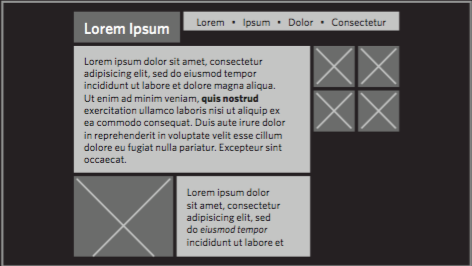 Lorem Ipsum
Lorem • Ipsum • Dolor • Consectetur
Lorem ipsum dolor sit amet, consectetur
adipisicing elit, sed do eiusmod tempor
incididunt ut labore et dolore magna aliqua.
Ut enim ad minim veniam, quis nostrud
exercitation ullamco laboris nisi ut aliquip ex
ea commodo consequat. Duis aute irure dolor
in reprehenderit in voluptate velit esse cillum
dolore eu fugiat nulla pariatur. Excepteur sint
occaecat.
Lorem ipsum dolor
sit amet, consectetur
adipisicing elit, sed
do eiusmod tempor
incididunt ut labore et